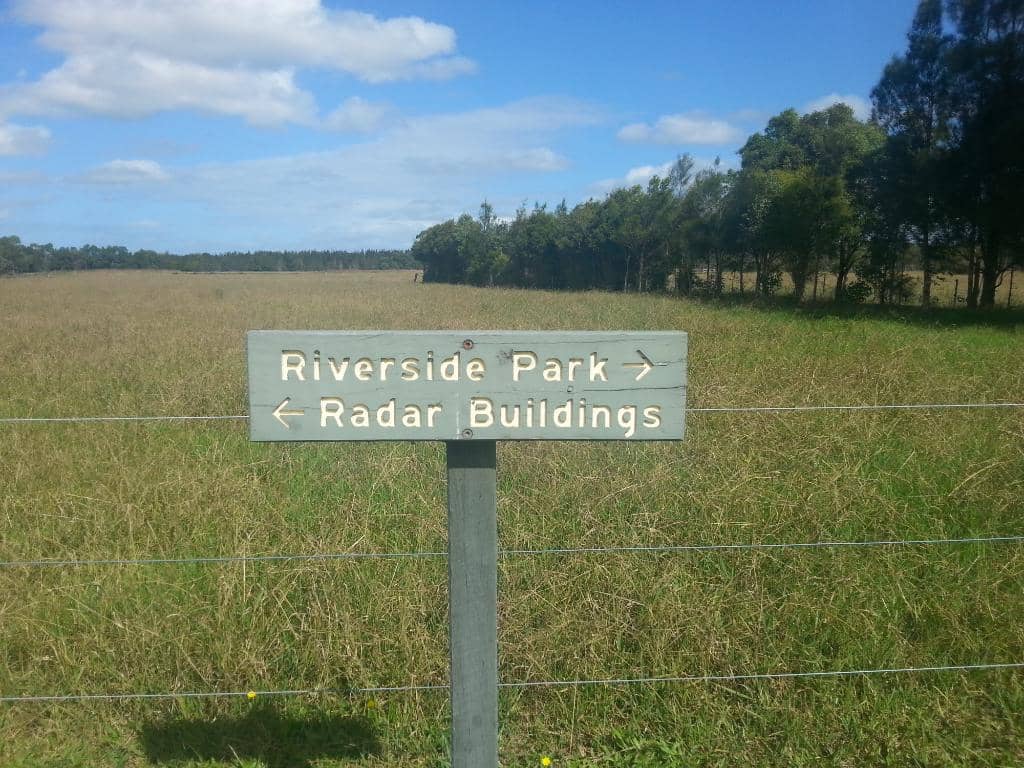 Riverside Park →
← Radar Buildings